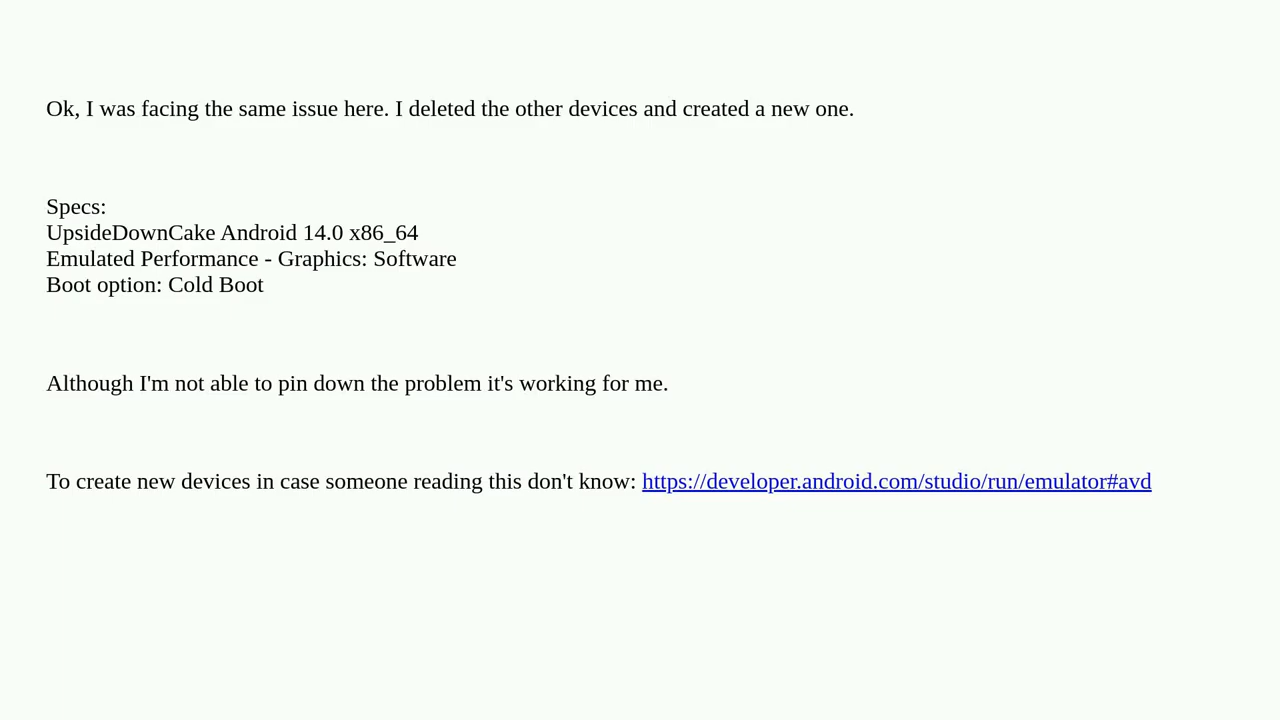 Ok, I was facing the same issue here. I deleted the other devices and created a new one.
Specs:
UpsideDownCake Android 14.0 x86_64
Emulated Performance - Graphics: Software
Boot option: Cold Boot
Although I'm not able to pin down the problem it's working for me.
To create new devices in case someone reading this don't know: https://developer.android.com/studio/run/emulator#avd